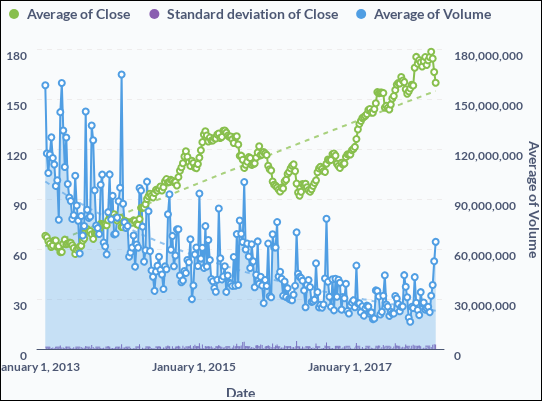 Average of Close Standard deviation of Close Average of Volume
180 180,000,000
150 150,000,000
120 120,000,000
90 90,000,000
60 60,000,000
30 30,000,000
0 0
Average of Volume
anuary 1, 2013 January 1, 2015 January 1, 2017
Date